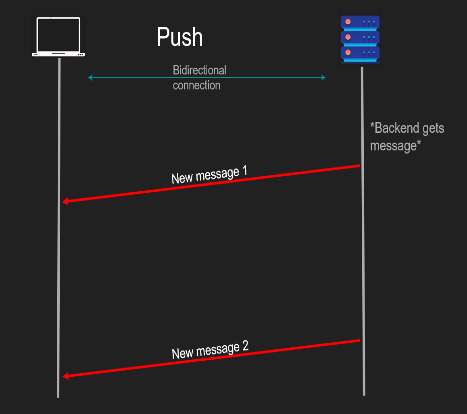 Push
Bidirectional
connection
*Backend gets
message*
New message 1
New message 2